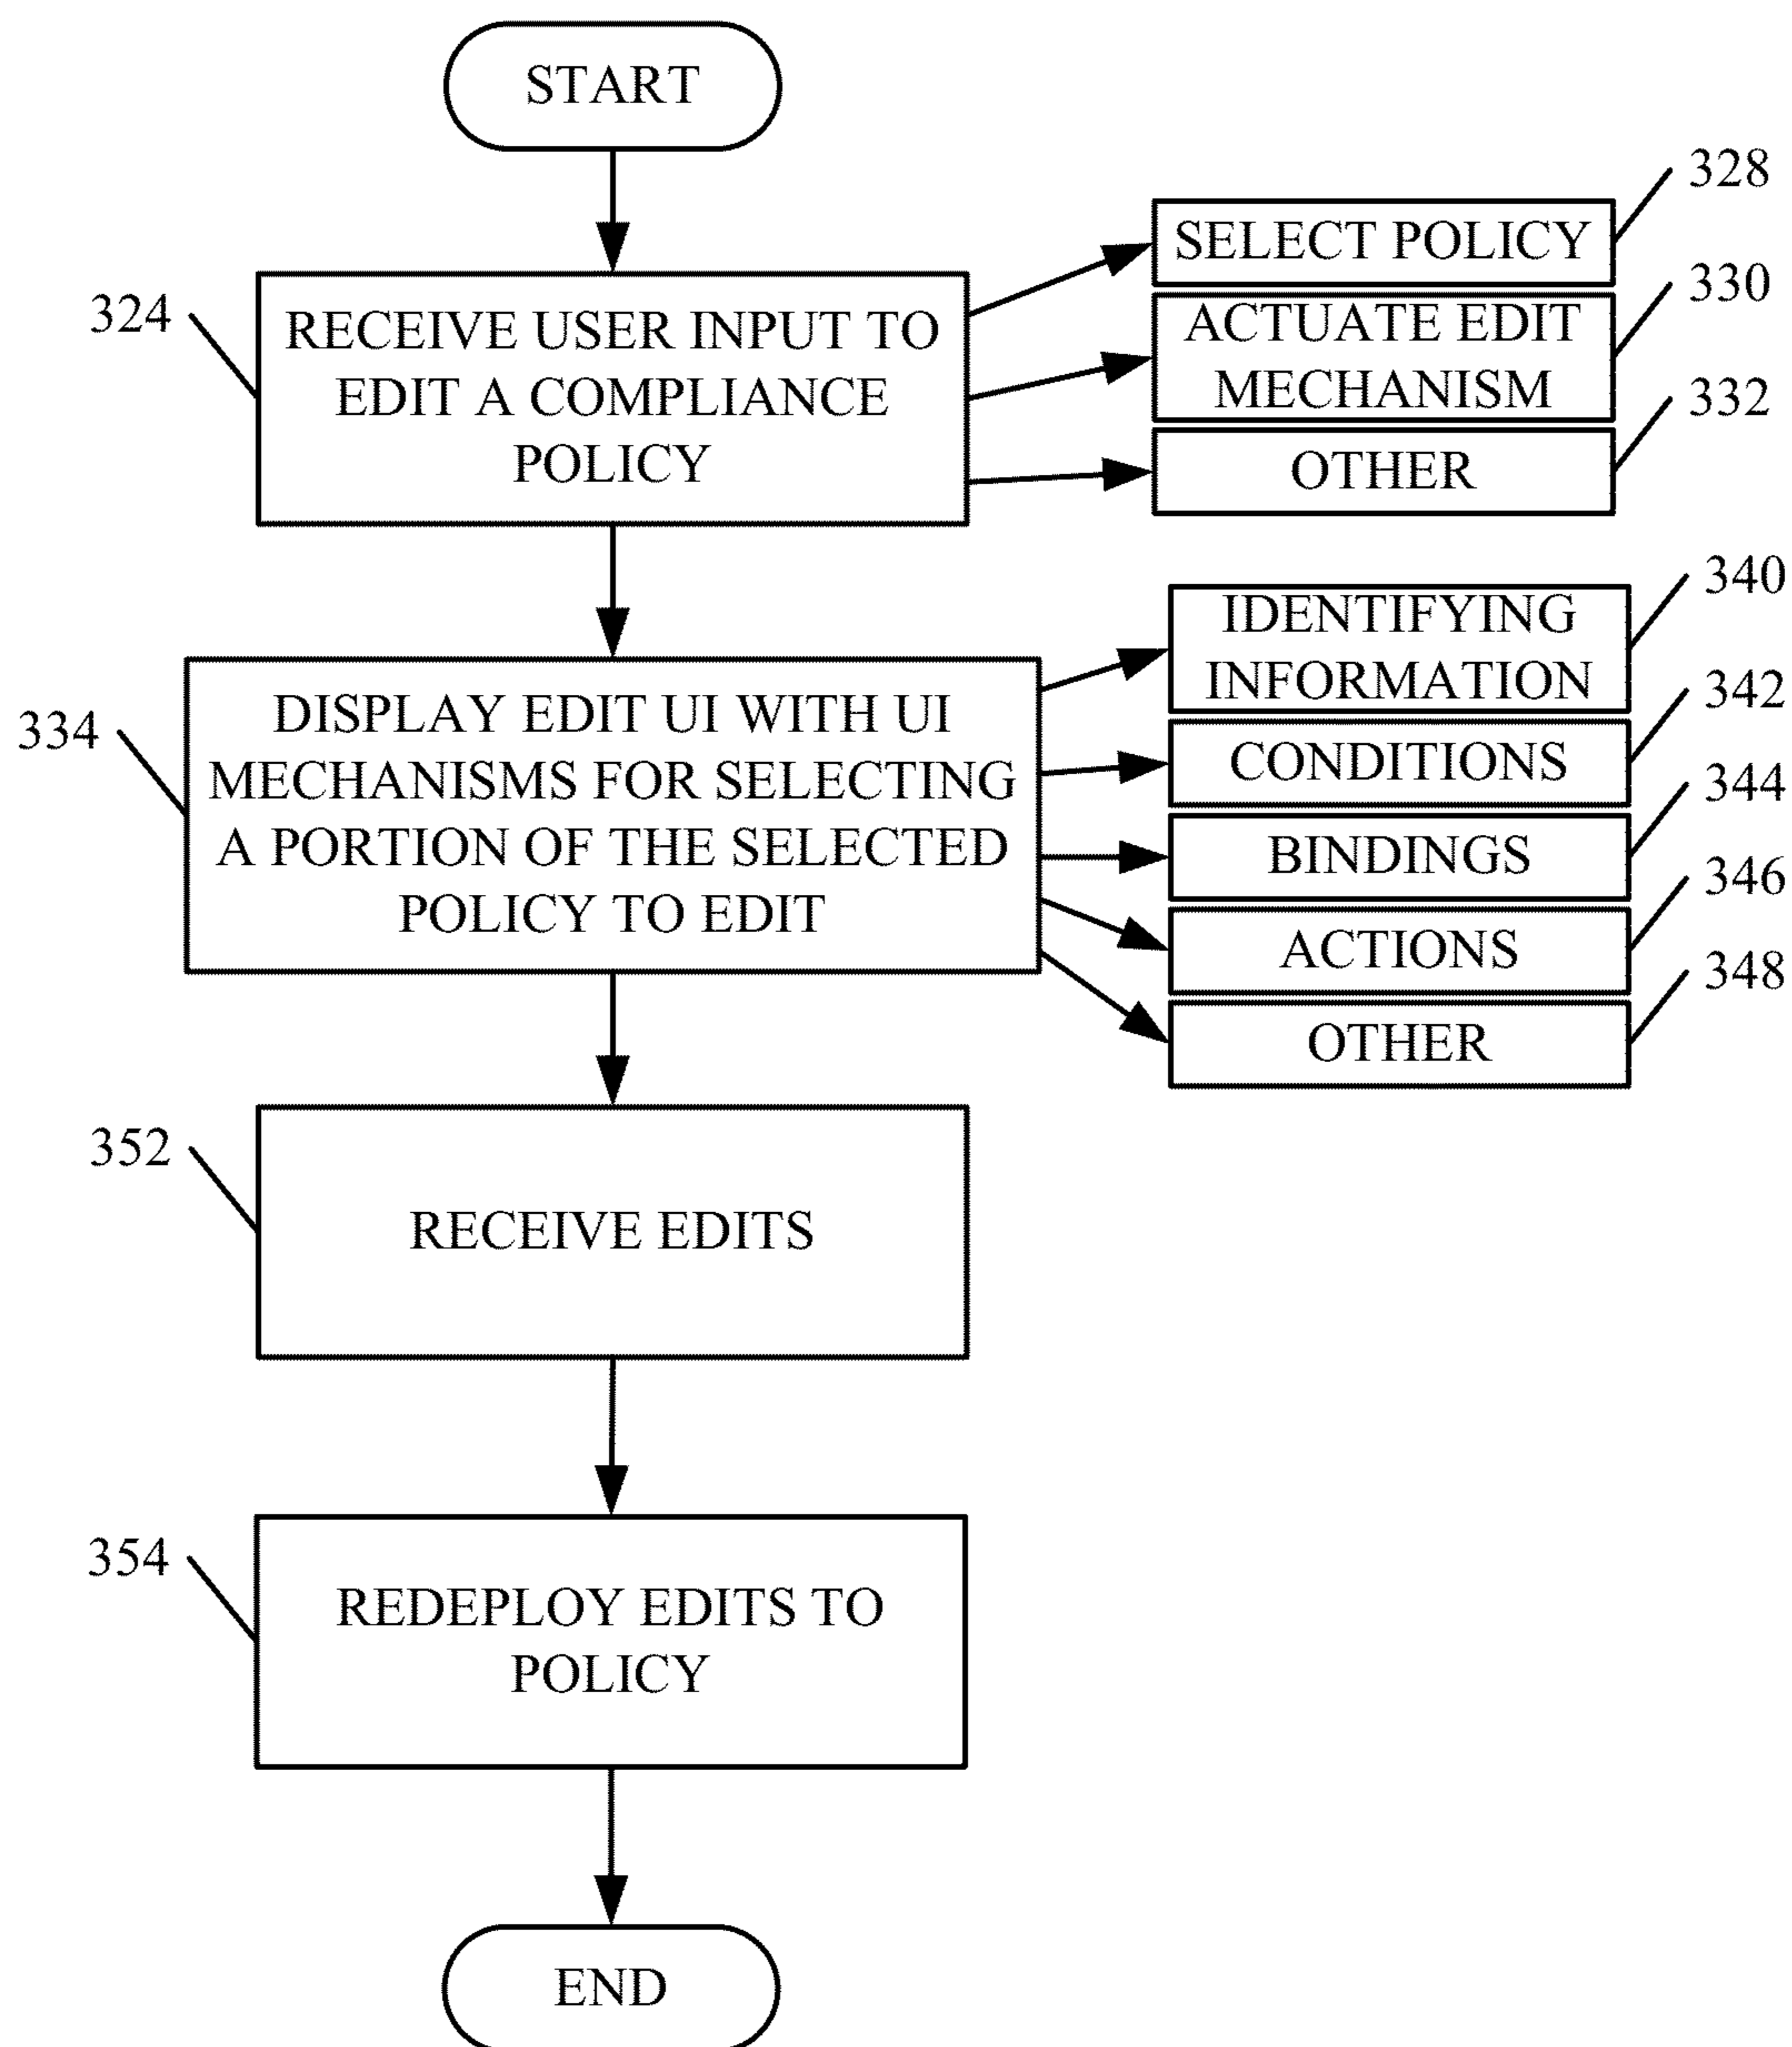 START
324
RECEIVE USER INPUT TO
EDIT A COMPLIANCE
POLICY
SELECT POLICY
328
ACTUATE EDIT
MECHANISM
330
OTHER
332
334
DISPLAY EDIT UI WITH UI
MECHANISMS FOR SELECTING
A PORTION OF THE SELECTED
POLICY TO EDIT
IDENTIFYING
INFORMATION
340
CONDITIONS
342
BINDINGS
344
ACTIONS
346
OTHER
348
352
RECEIVE EDITS
354
REDEPLOY EDITS TO
POLICY
END